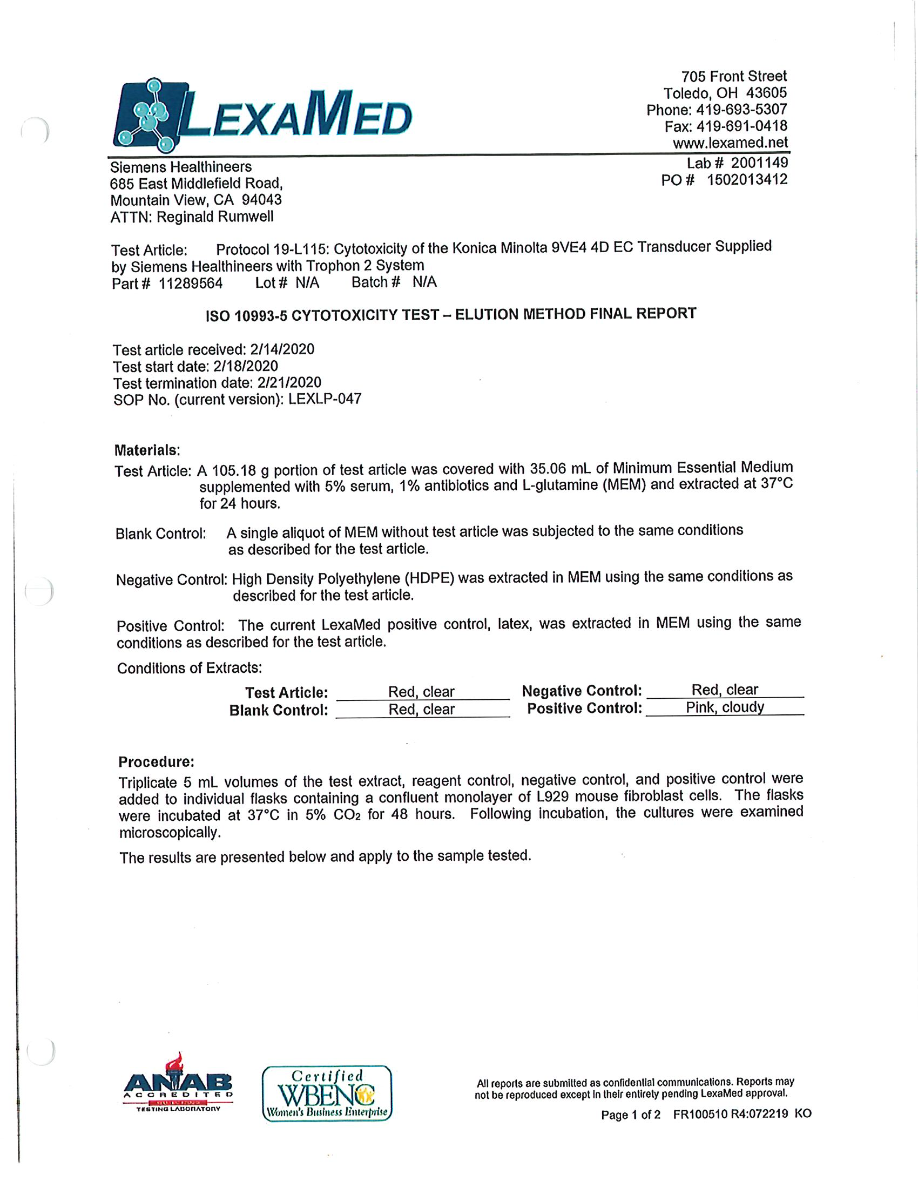 LEXAMED
705 Front Street
Toledo, OH 43605
Phone: 419-693-5307
Fax: 419-691-0418
www.lexamed.net
Siemens Healthineers
685 East Middlefield Road,
Mountain View, CA 94043
ATTN: Reginald Rumwell
Lab # 2001149
PO # 1502013412
Test Article: Protocol 19-L115: Cytotoxicity of the Konica Minolta 9VE4 4D EC Transducer Supplied
by Siemens Healthineers with Trophon 2 System
Part # 11289564 Lot # N/A Batch # N/A
ISO 10993-5 CYTOTOXICITY TEST – ELUTION METHOD FINAL REPORT
Test article received: 2/14/2020
Test start date: 2/18/2020
Test termination date: 2/21/2020
SOP No. (current version): LEXLP-047
Materials:
Test Article: A 105.18 g portion of test article was covered with 35.06 mL of Minimum Essential Medium
supplemented with 5% serum, 1% antibiotics and L-glutamine (MEM) and extracted at 37°C
for 24 hours.
Blank Control: A single aliquot of MEM without test article was subjected to the same conditions
as described for the test article.
Negative Control: High Density Polyethylene (HDPE) was extracted in MEM using the same conditions as
described for the test article.
Positive Control: The current LexaMed positive control, latex, was extracted in MEM using the same
conditions as described for the test article.
Conditions of Extracts:
Test Article: Red, clear Negative Control: Red, clear
Blank Control: Red, clear Positive Control: Pink, cloudy
Procedure:
Triplicate 5 mL volumes of the test extract, reagent control, negative control, and positive control were
added to individual flasks containing a confluent monolayer of L929 mouse fibroblast cells. The flasks
were incubated at 37°C in 5% CO₂ for 48 hours. Following incubation, the cultures were examined
microscopically.
The results are presented below and apply to the sample tested.
ANAB
ACCREDITED
TESTING LABORATORY
Certified
WBENC
Women's Business Enterprise
All reports are submitted as confidential communications. Reports may
not be reproduced except in their entirety pending LexaMed approval.
Page 1 of 2 FR100510 R4:072219 KO